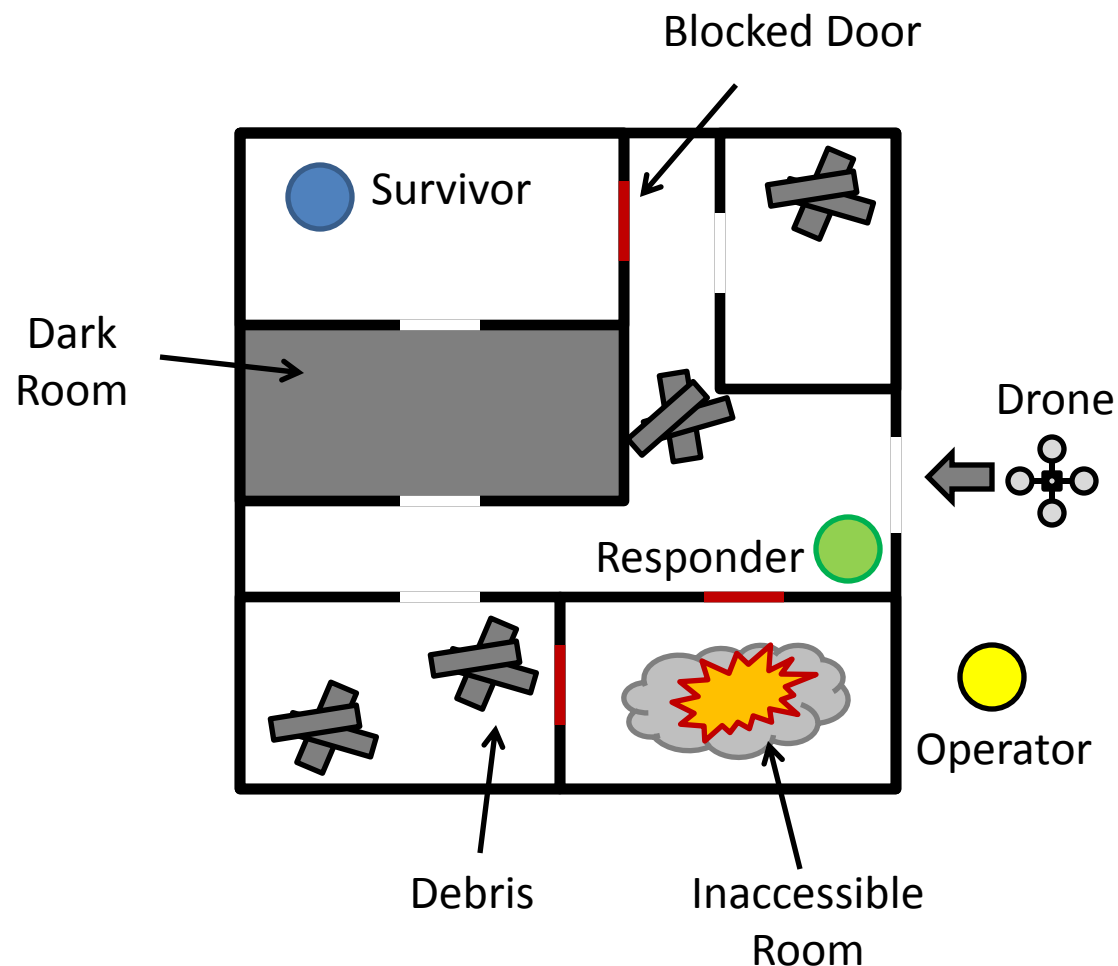 Blocked Door
Survivor
Dark
Room
Drone
Responder
Operator
Debris
Inaccessible
Room